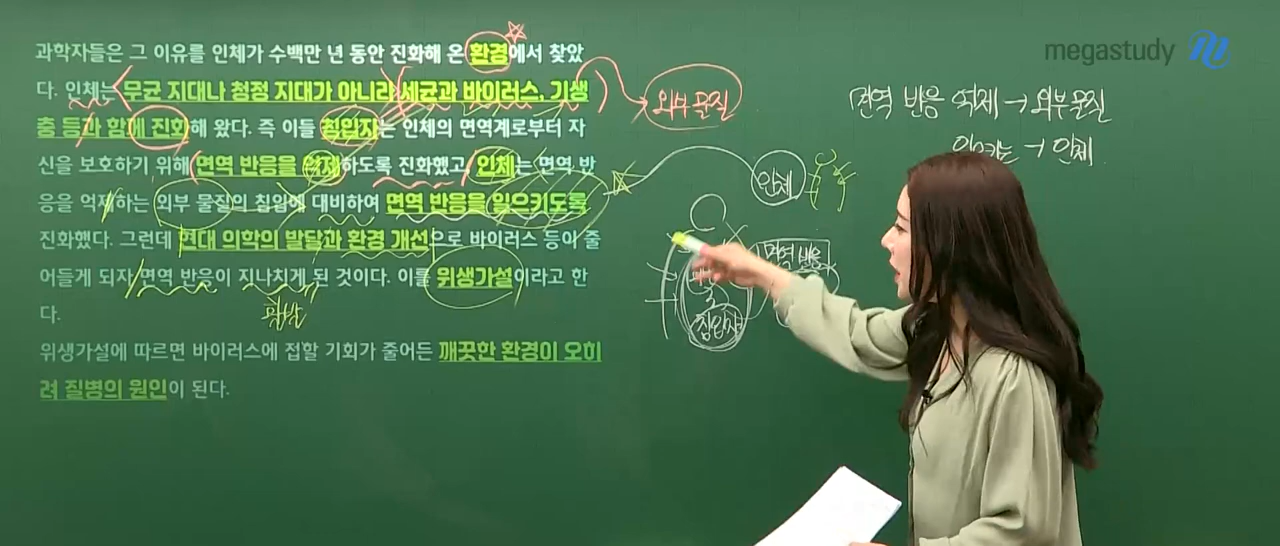 과학자들은 그 이유를 인체가 수백만 년 동안 진화해 온 환경에서 찾았
다. 인체는 무균 지대나 청정 지대가 아니라 세균과 바이러스, 기생
충 등과 함께 진화해 왔다. 즉 이들 침입자는 인체의 면역계로부터 자
신을 보호하기 위해 면역 반응을 억제하도록 진화했고, 인체는 면역 반
응을 억제하는 외부 물질의 침입에 대비하여 면역 반응을 일으키도록
진화했다. 그런데 현대 의학의 발달과 환경 개선으로 바이러스 등이 줄
어들게 되자 면역 반응이 지나치게 된 것이다. 이를 위생가설이라고 한
다.
위생가설에 따르면 바이러스에 접할 기회가 줄어든 깨끗한 환경이 오히
려 질병의 원인이 된다.
megastudy
외부 물질
면역 반응 억제 → 외부 물질
→ 인체
인체
면역 반응
침입자